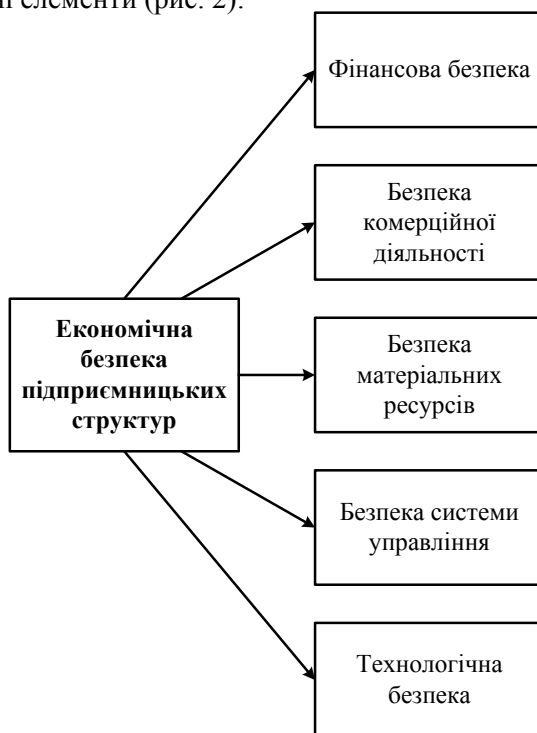 елементи (рис. 2).
Фінансова безпека
Безпека
комерційної
діяльності
Економічна
безпека
підприємницьких
структур
Безпека
матеріальних
ресурсів
Безпека системи
управління
Технологічна
безпека